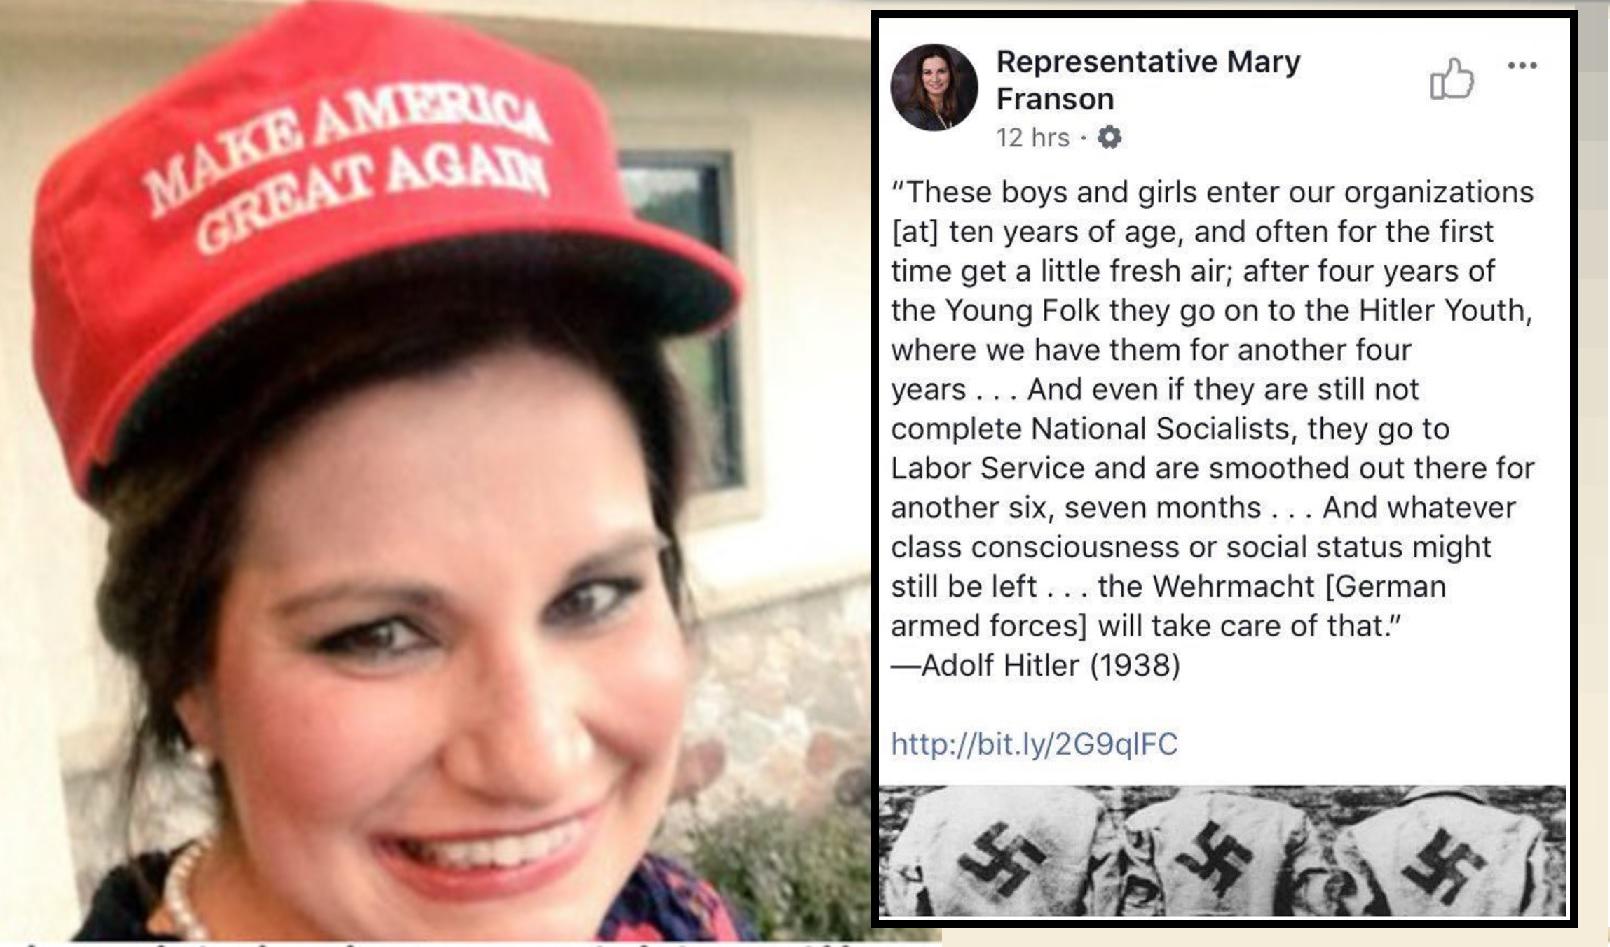 MAKE AMERICA
GREAT AGAIN
Representative Mary
Franson
12 hrs ·
“These boys and girls enter our organizations
[at] ten years of age, and often for the first
time get a little fresh air; after four years of
the Young Folk they go on to the Hitler Youth,
where we have them for another four
years . . . And even if they are still not
complete National Socialists, they go to
Labor Service and are smoothed out there for
another six, seven months . . . And whatever
class consciousness or social status might
still be left . . . the Wehrmacht [German
armed forces] will take care of that.”
—Adolf Hitler (1938)
http://bit.ly/2G9qlFC